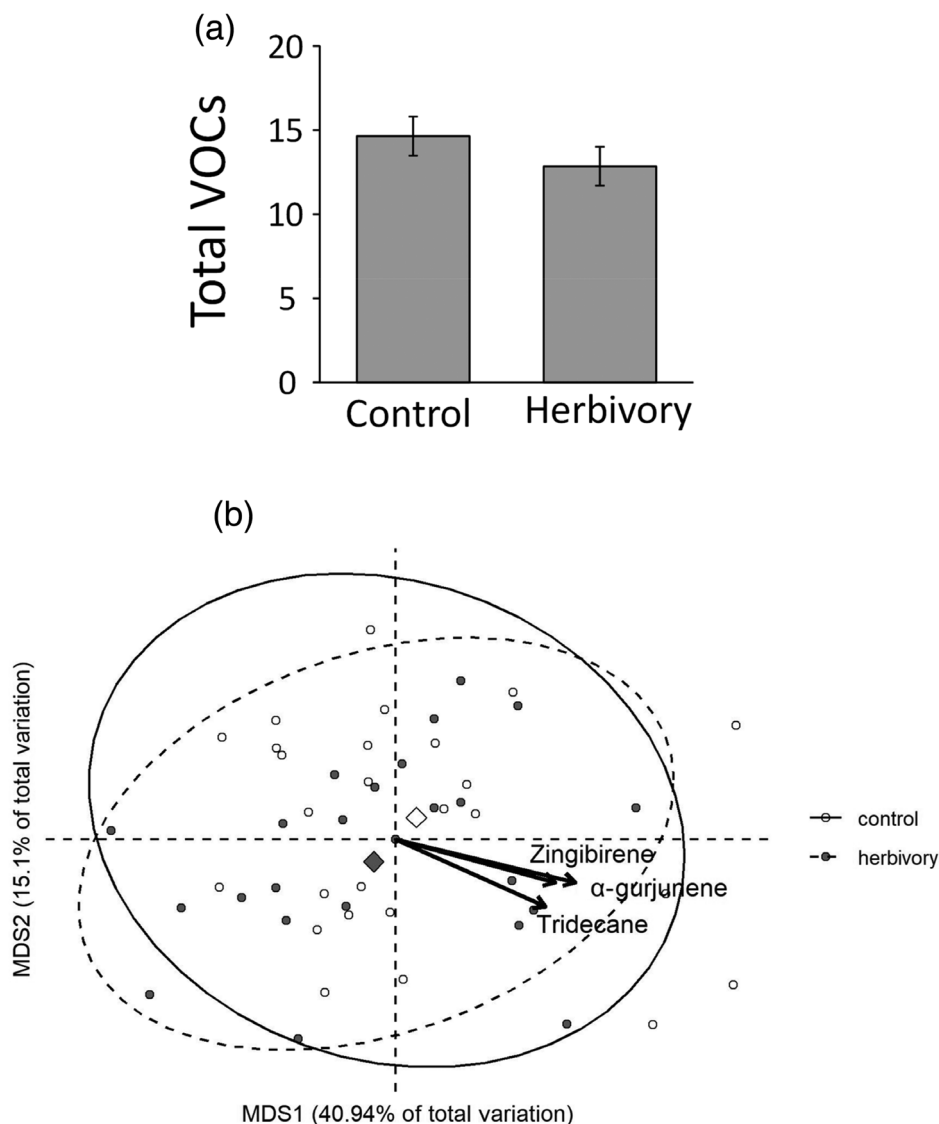 (a)
20
15
10
5
0
Total VOCs
Control
Herbivory
(b)
MDS2 (15.1% of total variation)
Zingibirene
α-gurjunene
Tridecane
control
herbivory
MDS1 (40.94% of total variation)